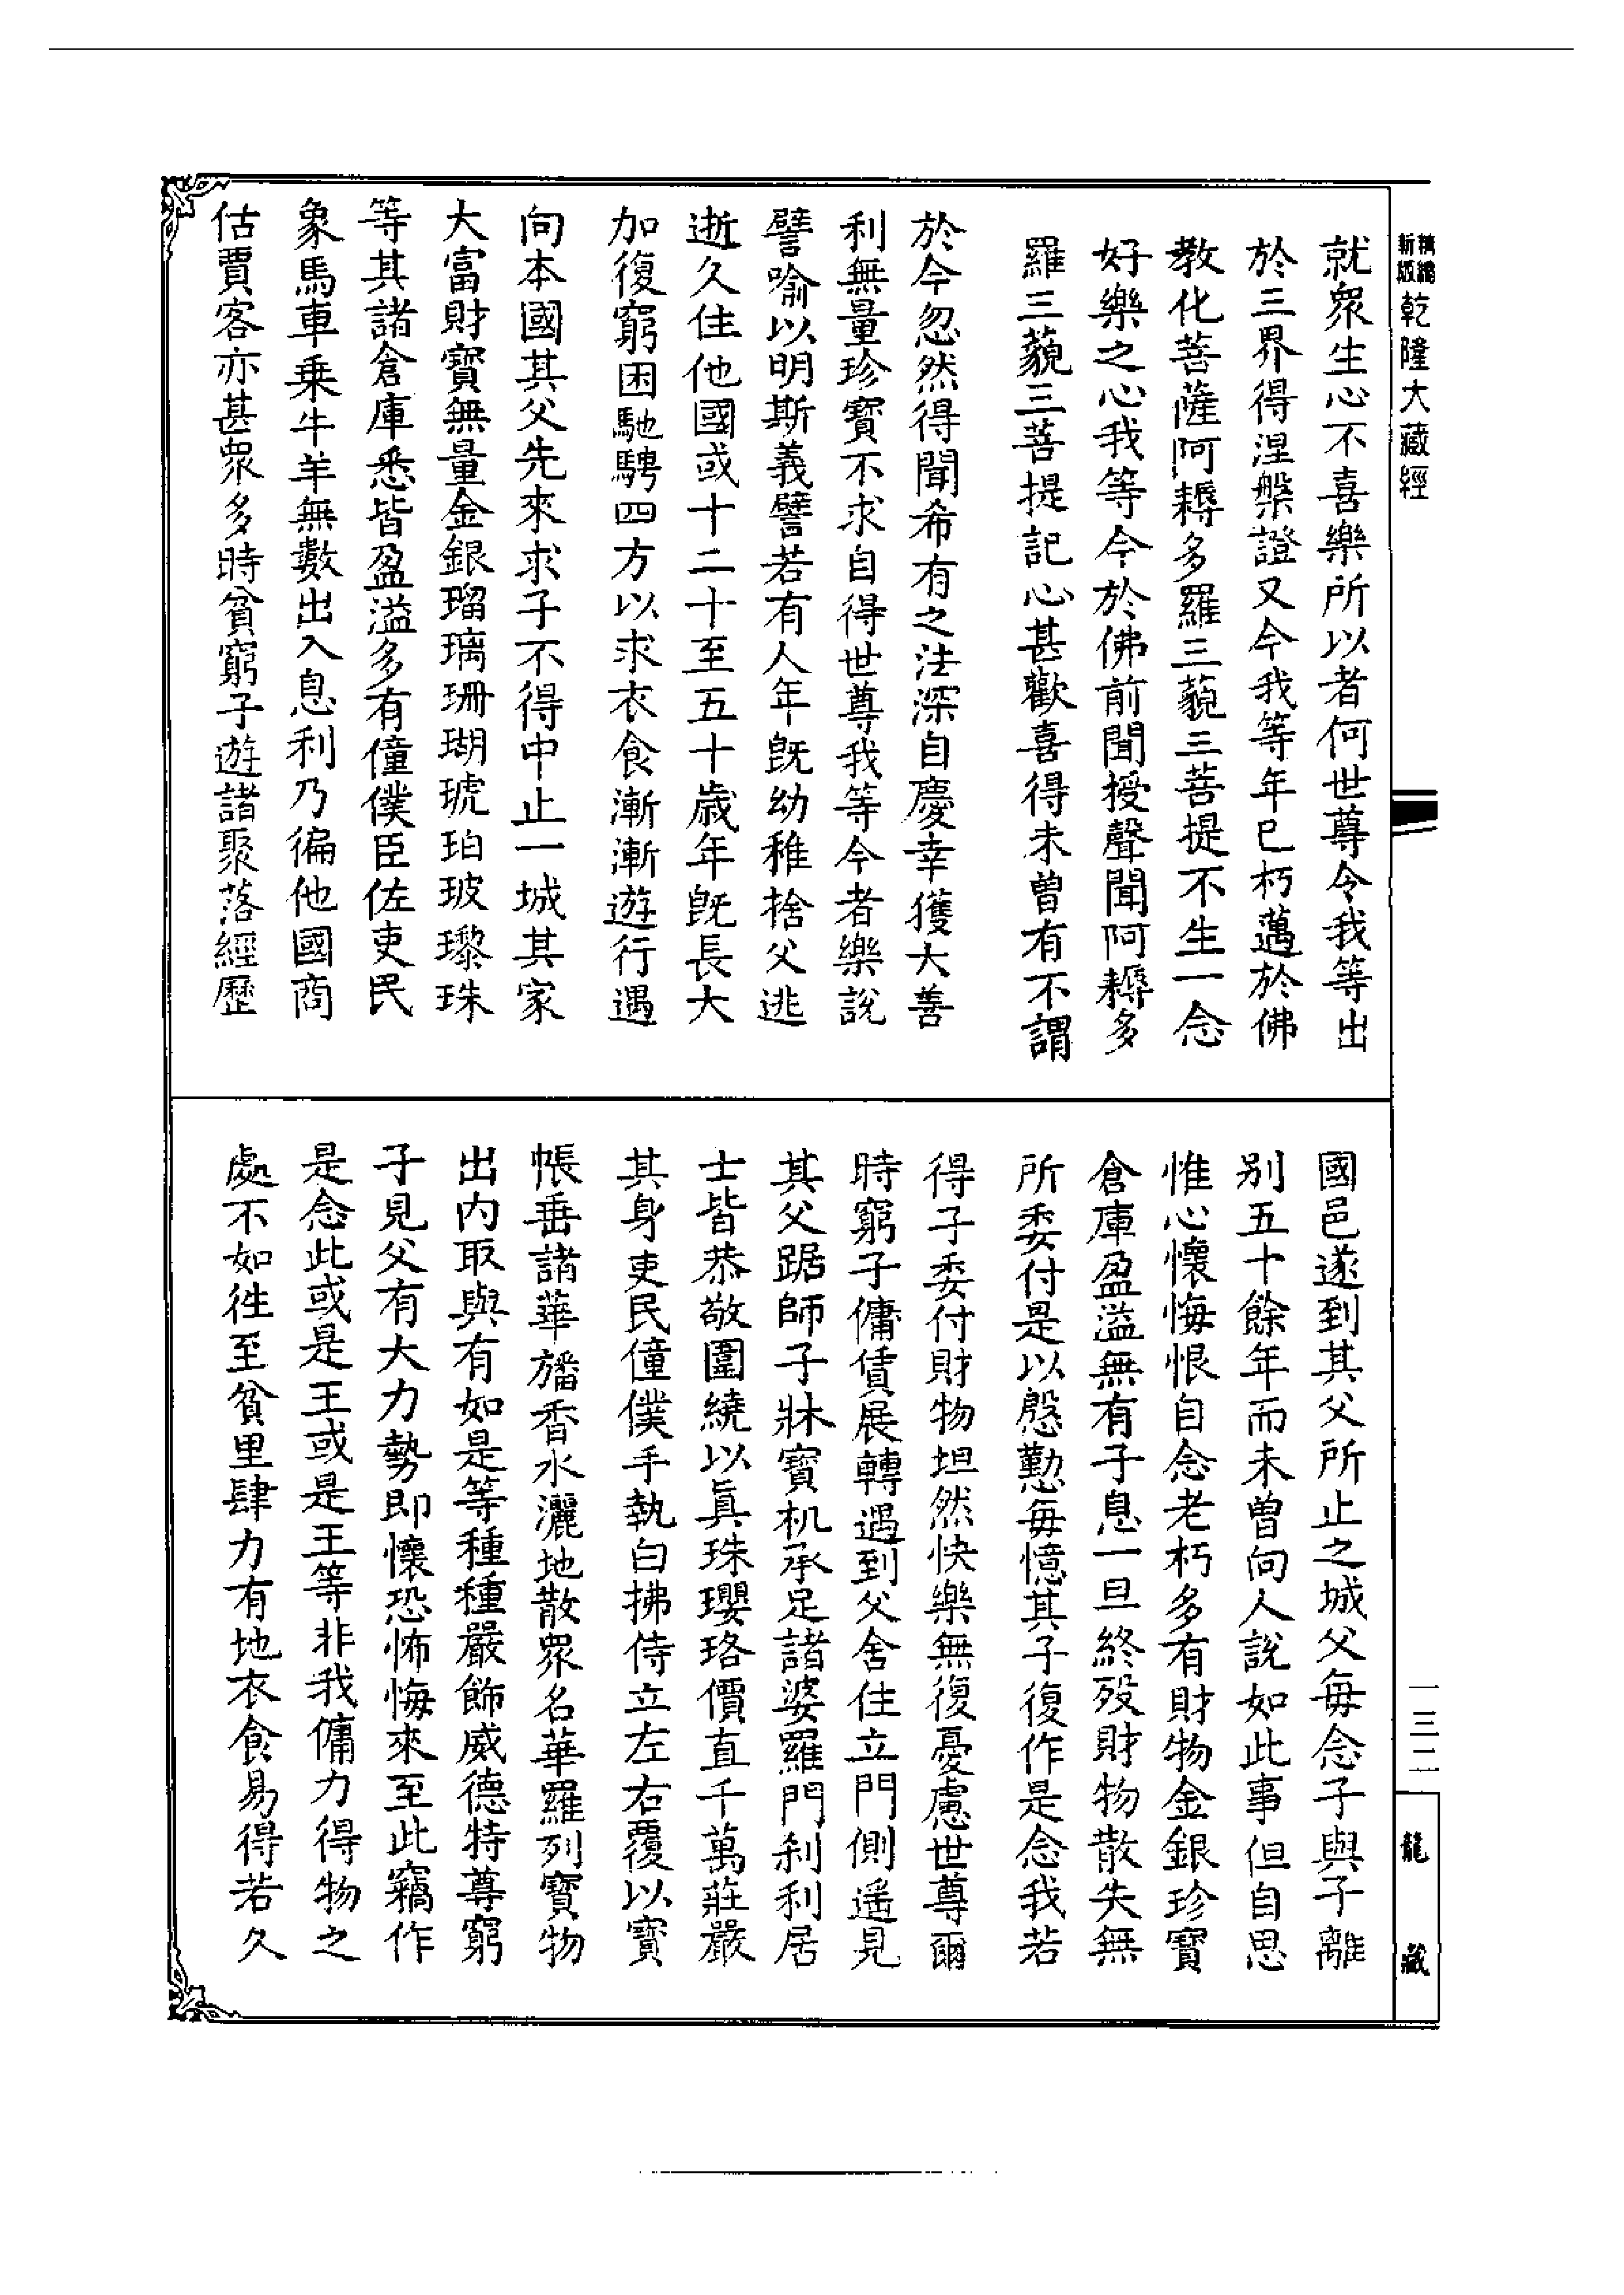 新編縮版乾隆大藏經
就衆生心不喜樂所以者何世尊令我等出
於三界得涅槃證又今我等年已朽邁於佛
教化菩薩阿耨多羅三藐三菩提不生一念
好樂之心我等今於佛前聞授聲聞阿耨多
羅三藐三菩提記心甚歡喜得未曾有不謂
於今忽然得聞希有之法深自慶幸獲大善
利無量珍寶不求自得世尊我等今者樂說
譬喻以明斯義譬若有人年旣幼稚捨父逃
逝久住他國或十二十至五十歲年旣長大
加復窮困馳騁四方以求衣食漸漸遊行遇
向本國其父先來求子不得中止一城其家
大富財寶無量金銀瑠璃珊瑚琥珀玻瓈珠
等其諸倉庫悉皆盈溢多有僮僕臣佐吏民
象馬車乗牛羊無數出入息利乃徧他國商
估賈客亦甚衆多時貧窮子遊諸聚落經歷
國邑遂到其父所止之城父毎念子與子離
别五十餘年而未曾向人說如此事但自思
惟心懷悔恨自念老朽多有財物金銀珍寶
倉庫盈溢無有子息一旦終殁財物散失無
所委付是以慇懃毎憶其子復作是念我若
得子委付財物坦然快樂無復憂慮世尊爾
時窮子傭賃展轉遇到父舍住立門側遥見
其父踞師子牀寶机承足諸婆羅門刹利居
士皆恭敬圍繞以眞珠瓔珞價直千萬莊嚴
其身吏民僮僕手執白拂侍立左右覆以寶
帳垂諸華旛香水灑地散衆名華羅列寶物
出内取與有如是等種種嚴飾威德特尊窮
子見父有大力勢即懷恐怖悔來至此竊作
是念此或是王或是王等非我傭力得物之
處不如徃至貧里肆力有地衣食易得若久
一三二
龍藏